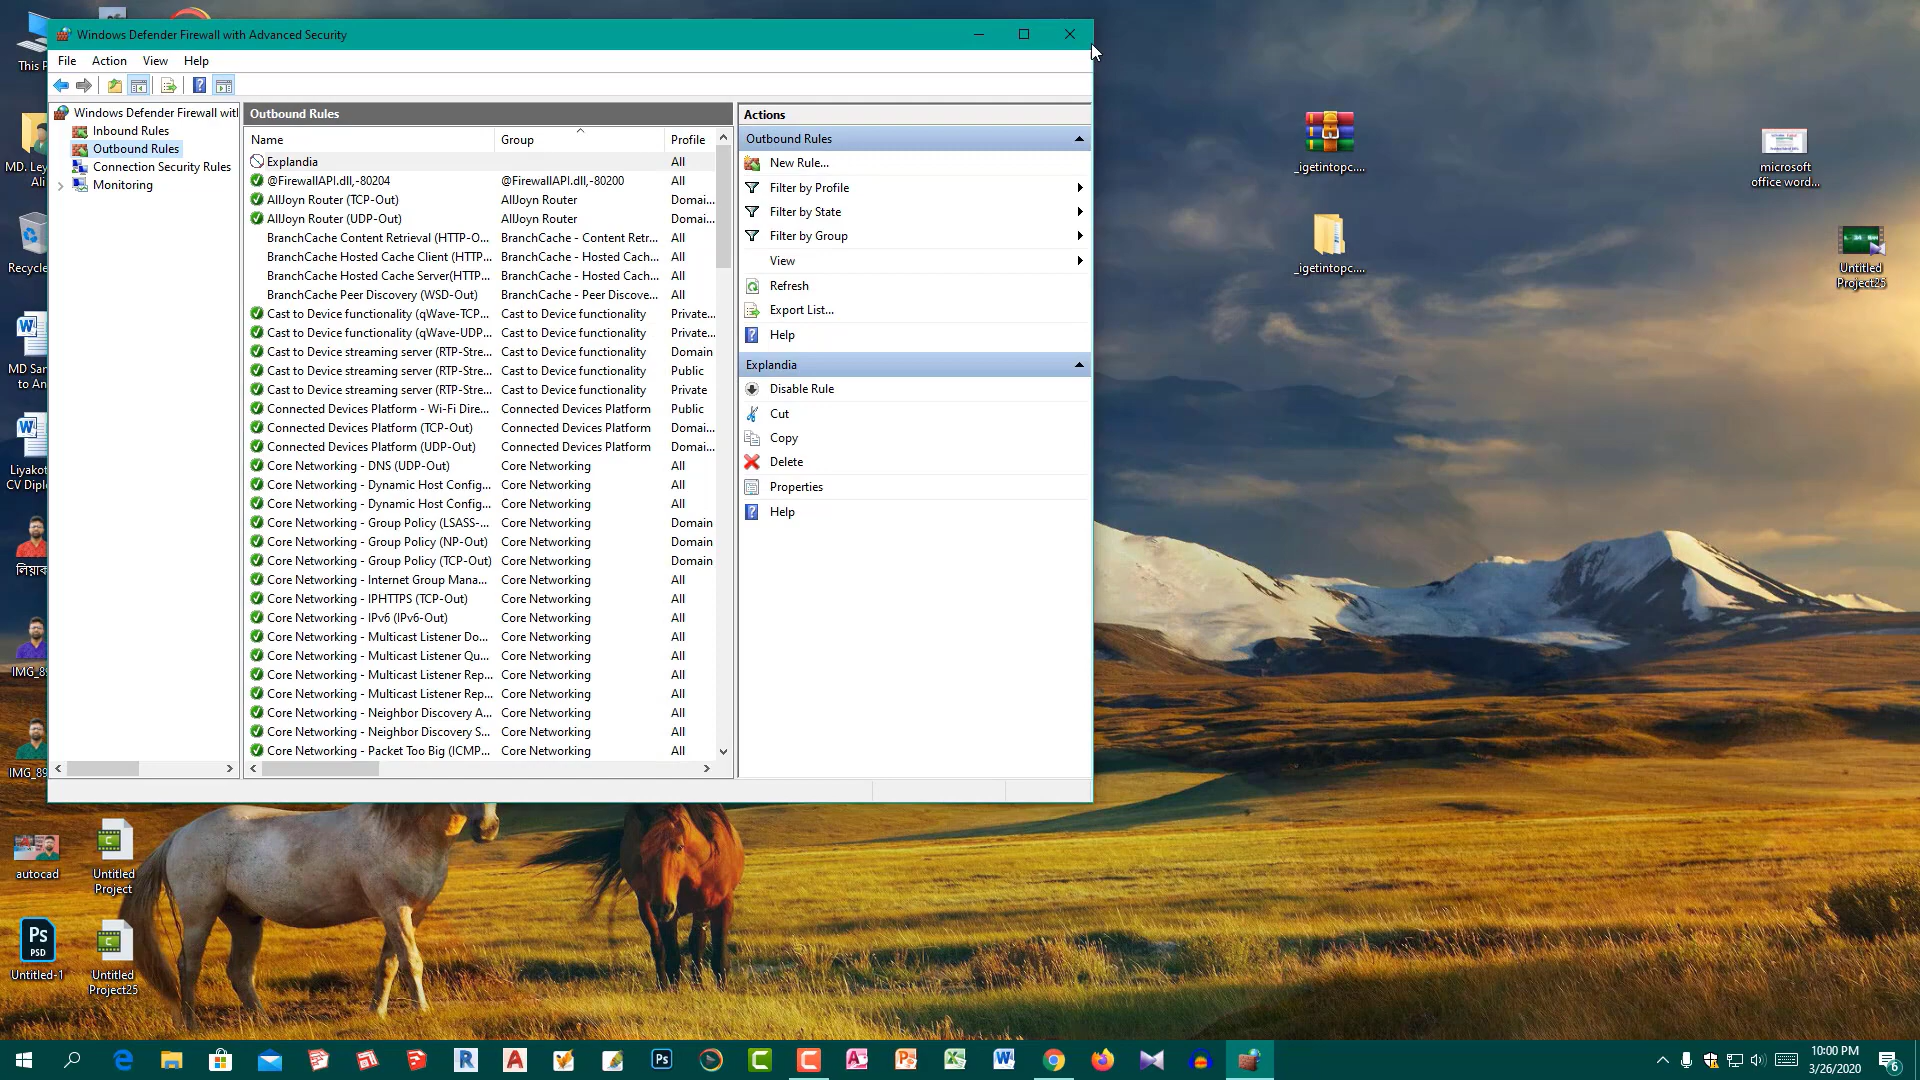 Windows Defender Firewall with Advanced Security
File Action View Help
Windows Defender Firewall witl
Inbound Rules
Outbound Rules
Connection Security Rules
Monitoring
Outbound Rules
Name Group Profile
Explandia All
@FirewallAPI.dll,-80204 @FirewallAPI.dll,-80200 All
AllJoyn Router (TCP-Out) AllJoyn Router Domai...
AllJoyn Router (UDP-Out) AllJoyn Router Domai...
BranchCache Content Retrieval (HTTP-O... BranchCache - Content Retr... All
BranchCache Hosted Cache Client (HTTP... BranchCache - Hosted Cach... All
BranchCache Hosted Cache Server(HTTP... BranchCache - Hosted Cach... All
BranchCache Peer Discovery (WSD-Out) BranchCache - Peer Discove... All
Cast to Device functionality (qWave-TCP... Cast to Device functionality Private...
Cast to Device functionality (qWave-UDP... Cast to Device functionality Private...
Cast to Device streaming server (RTP-Stre... Cast to Device functionality Domain
Cast to Device streaming server (RTP-Stre... Cast to Device functionality Public
Cast to Device streaming server (RTP-Stre... Cast to Device functionality Private
Connected Devices Platform - Wi-Fi Dire... Connected Devices Platform Public
Connected Devices Platform (TCP-Out) Connected Devices Platform Domai...
Connected Devices Platform (UDP-Out) Connected Devices Platform Domai...
Core Networking - DNS (UDP-Out) Core Networking All
Core Networking - Dynamic Host Config... Core Networking All
Core Networking - Dynamic Host Config... Core Networking All
Core Networking - Group Policy (LSASS-... Core Networking Domain
Core Networking - Group Policy (NP-Out) Core Networking Domain
Core Networking - Group Policy (TCP-Out) Core Networking Domain
Core Networking - Internet Group Mana... Core Networking All
Core Networking - IPHTTPS (TCP-Out) Core Networking All
Core Networking - IPv6 (IPv6-Out) Core Networking All
Core Networking - Multicast Listener Do... Core Networking All
Core Networking - Multicast Listener Qu... Core Networking All
Core Networking - Multicast Listener Rep... Core Networking All
Core Networking - Multicast Listener Rep... Core Networking All
Core Networking - Neighbor Discovery A... Core Networking All
Core Networking - Neighbor Discovery S... Core Networking All
Core Networking - Packet Too Big (ICMP... Core Networking All
Actions
Outbound Rules
New Rule...
Filter by Profile
Filter by State
Filter by Group
View
Refresh
Export List...
Help
Explandia
Disable Rule
Cut
Copy
Delete
Properties
Help
This P
MD. Ley
Ali
Recycle
MD San
to An
Liyakot
CV Dipl
লিয়াক
IMG_89
IMG_89
autocad
Untitled
Project
Ps
PSD
Untitled-1
Untitled
Project25
_igetintopc....
_igetintopc....
microsoft
office word...
Untitled
Project25
10:00 PM
3/26/2020
6